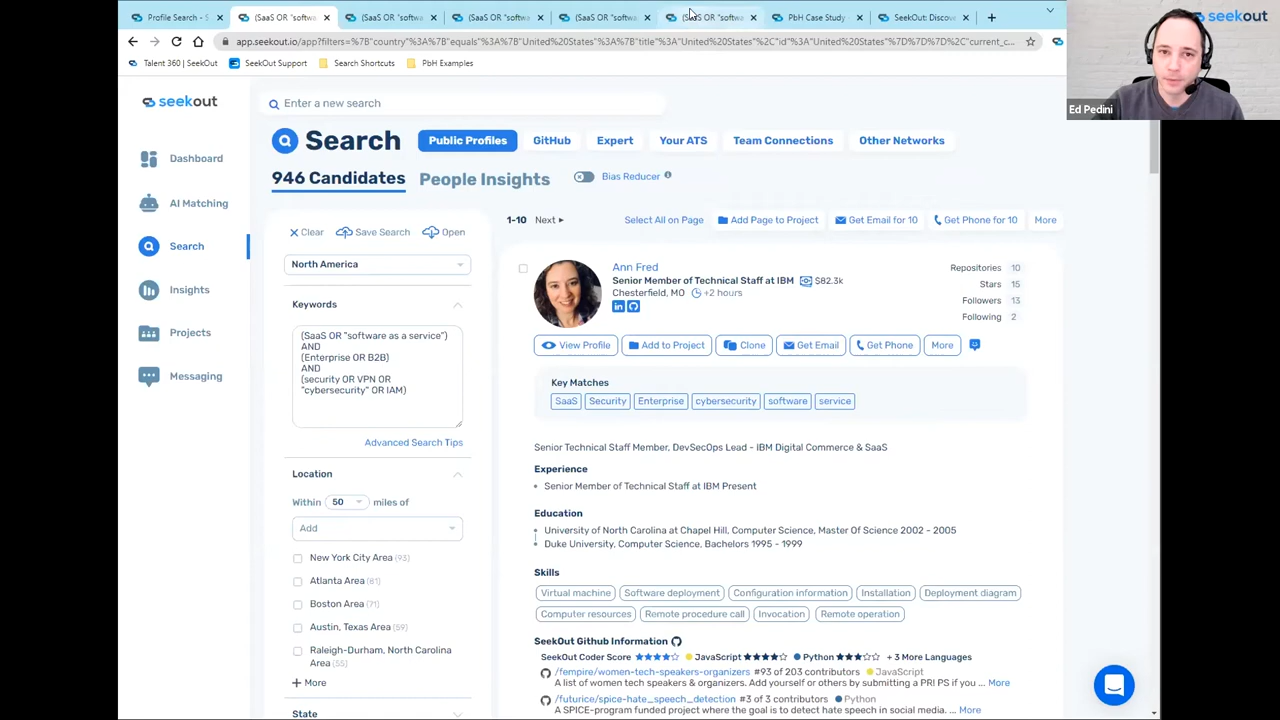 Profile Search - S
(SaaS OR "softwa
(SaaS OR "softwa
(SaaS OR "softwa
(SaaS OR "softwa
(SaaS OR "softwa
PbH Case Study
SeekOut: Discov
seekout
app.seekout.io/app?filters=%7B"country"%3A%7B"equals"%3A%7B"United%20States"%3A%7B"title"%3A"United%20States"%2C"id"%3A"United%20States"%7D%7D%7D%2C"current_c...
Talent 360 | SeekOut
SeekOut Support
Search Shortcuts
PbH Examples
Ed Pedini
seekout
Enter a new search
Dashboard
AI Matching
Search
Insights
Projects
Messaging
Search
Public Profiles
GitHub
Expert
Your ATS
Team Connections
Other Networks
946 Candidates
People Insights
Bias Reducer
Clear
Save Search
Open
North America
Keywords
(SaaS OR "software as a service")
AND
(Enterprise OR B2B)
AND
(security OR VPN OR
"cybersecurity" OR IAM)
Advanced Search Tips
Location
Within 50 miles of
Add
New York City Area (93)
Atlanta Area (81)
Boston Area (71)
Austin, Texas Area (59)
Raleigh-Durham, North Carolina
Area (55)
+ More
State
1-10 Next
Select All on Page
Add Page to Project
Get Email for 10
Get Phone for 10
More
Ann Fred
Senior Member of Technical Staff at IBM $82.3k
Chesterfield, MO +2 hours
Repositories 10
Stars 15
Followers 13
Following 2
View Profile
Add to Project
Clone
Get Email
Get Phone
More
Key Matches
SaaS Security Enterprise cybersecurity software service
Senior Technical Staff Member, DevSecOps Lead - IBM Digital Commerce & SaaS
Experience
Senior Member of Technical Staff at IBM Present
Education
University of North Carolina at Chapel Hill, Computer Science, Master Of Science 2002 - 2005
Duke University, Computer Science, Bachelors 1995 - 1999
Skills
Virtual machine Software deployment Configuration information Installation Deployment diagram
Computer resources Remote procedure call Invocation Remote operation
SeekOut Github Information
SeekOut Coder Score JavaScript Python + 3 More Languages
/fempire/women-tech-speakers-organizers #93 of 203 contributors JavaScript
A list of women tech speakers & organizers. Add yourself or others by submitting a PRI PS if you ... More
/futurice/spice-hate_speech_detection #3 of 3 contributors Python
A SPICE-program funded project where the goal is to detect hate speech in social media. ... More